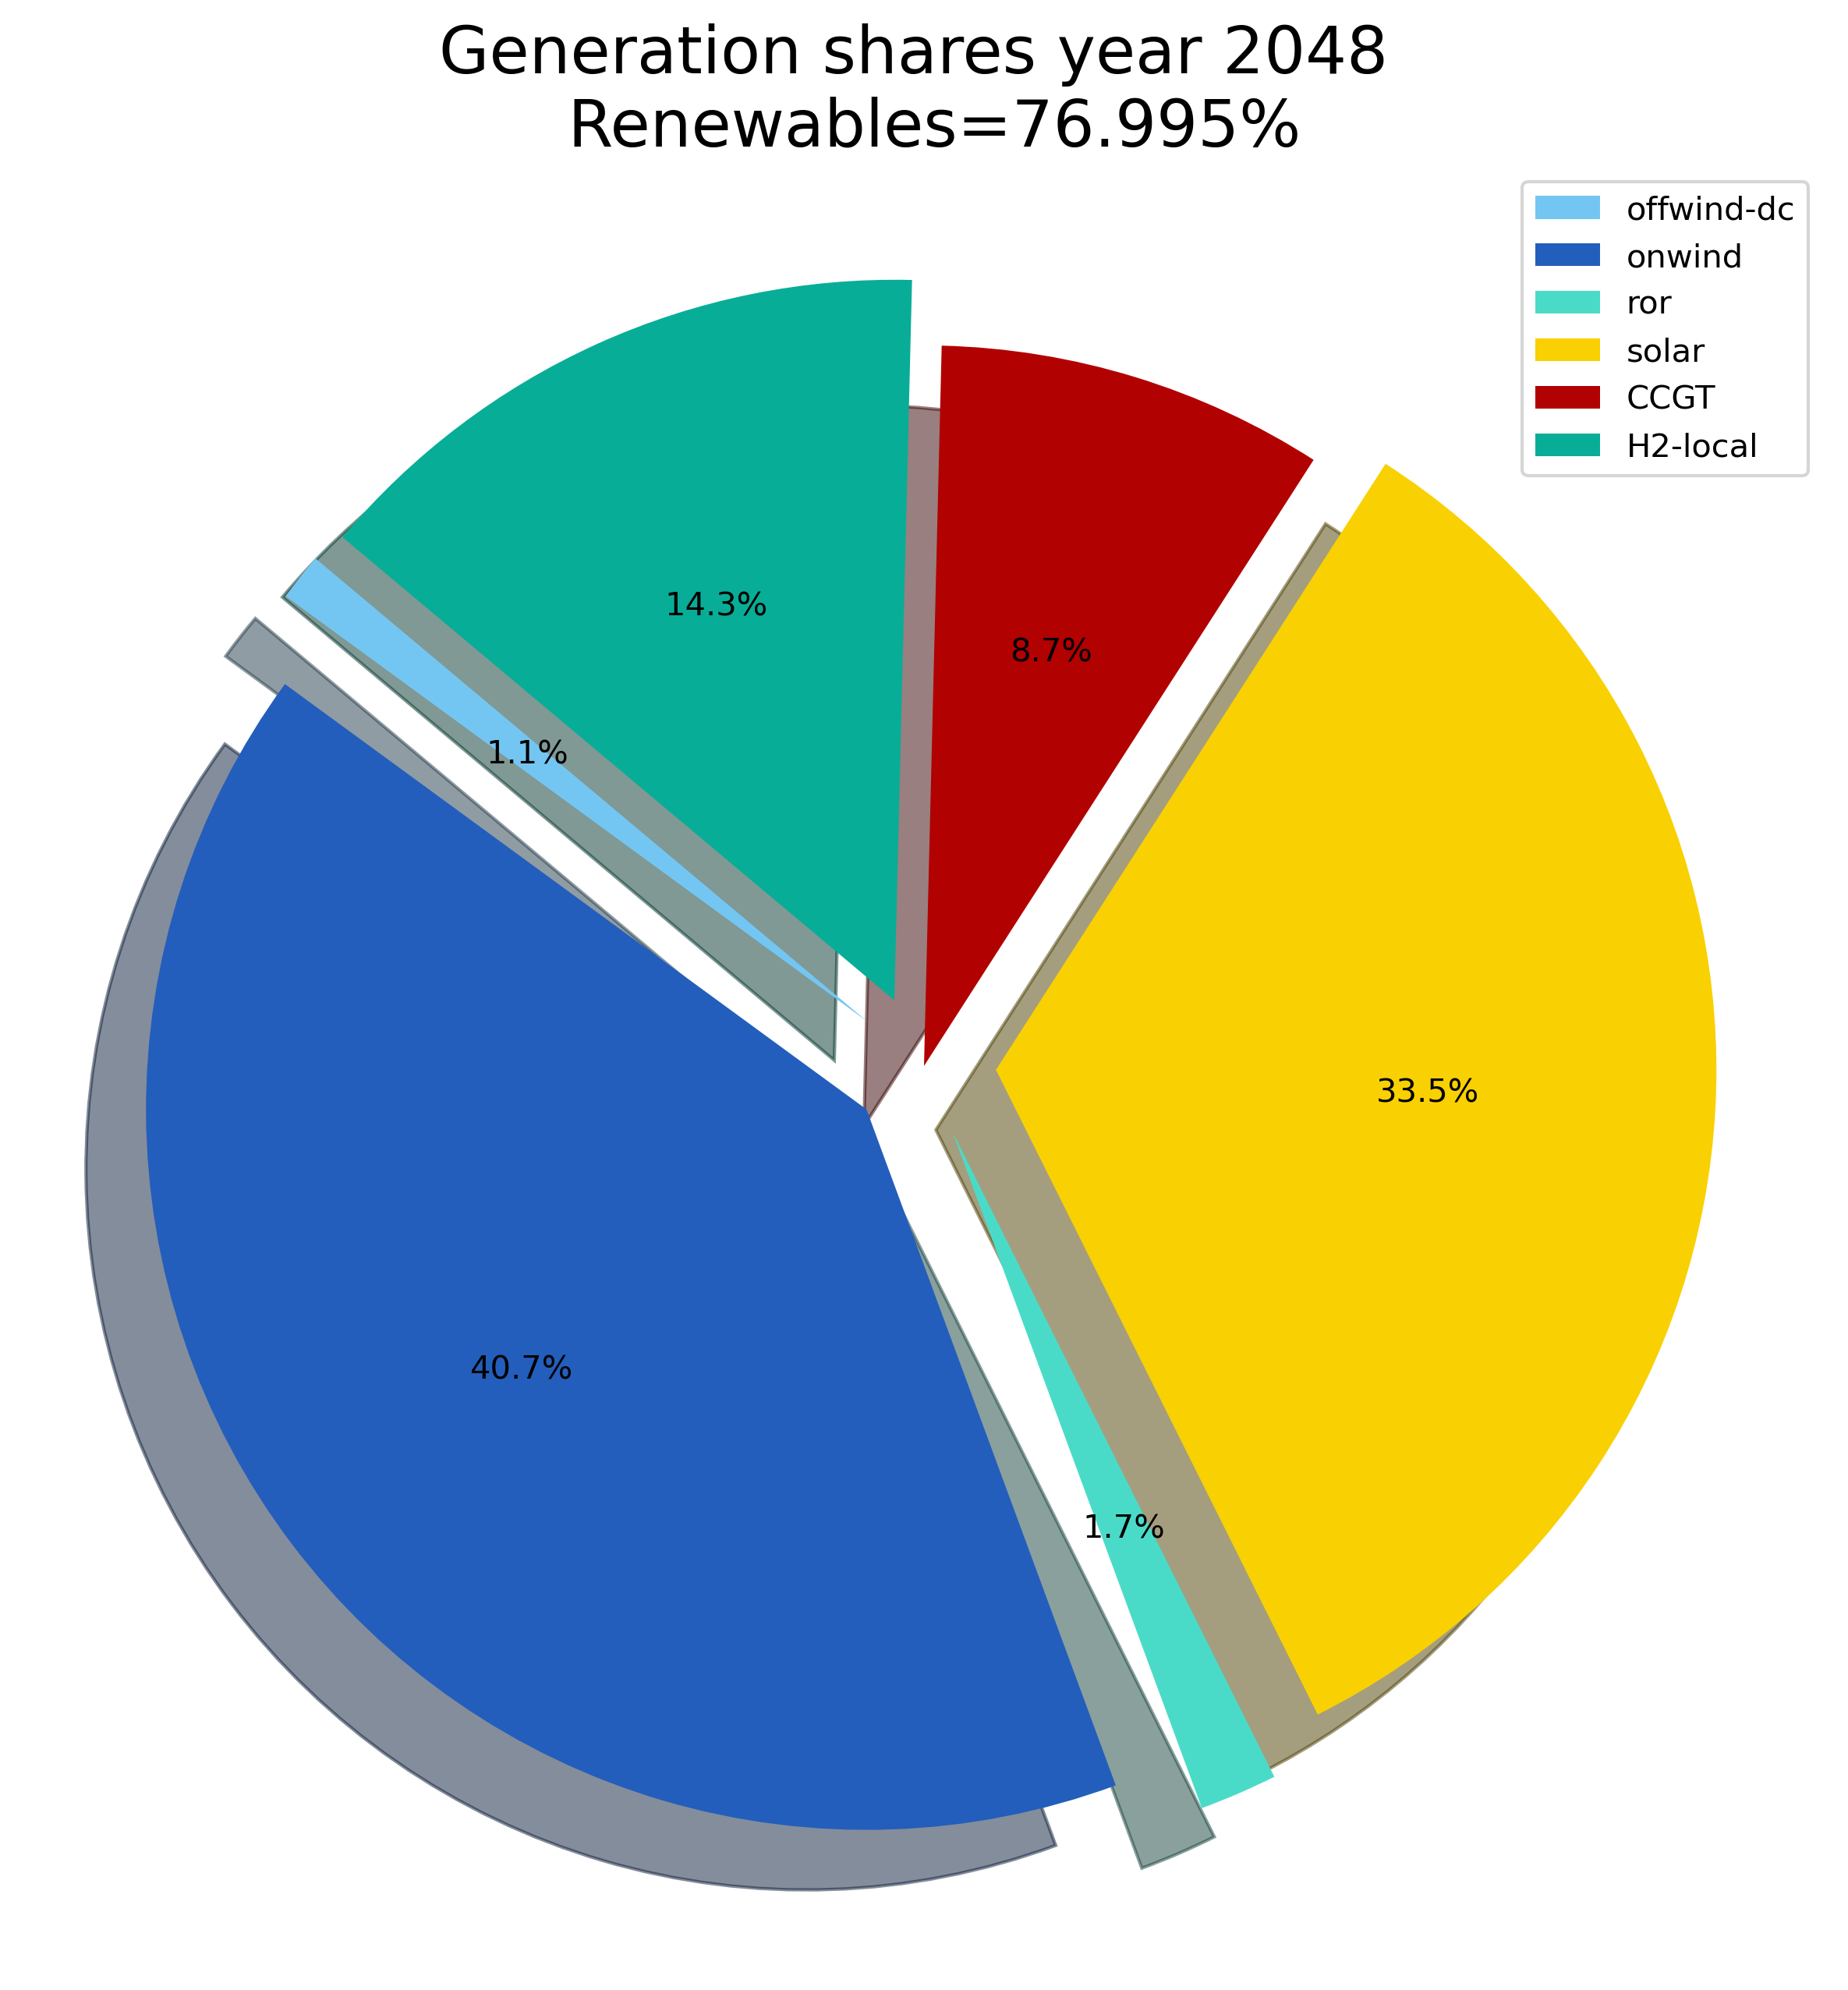 Generation shares year 2048
Renewables=76.995%
offwind-dc
onwind
ror
solar
CCGT
H2-local
14.3%
8.7%
1.1%
33.5%
40.7%
1.7%